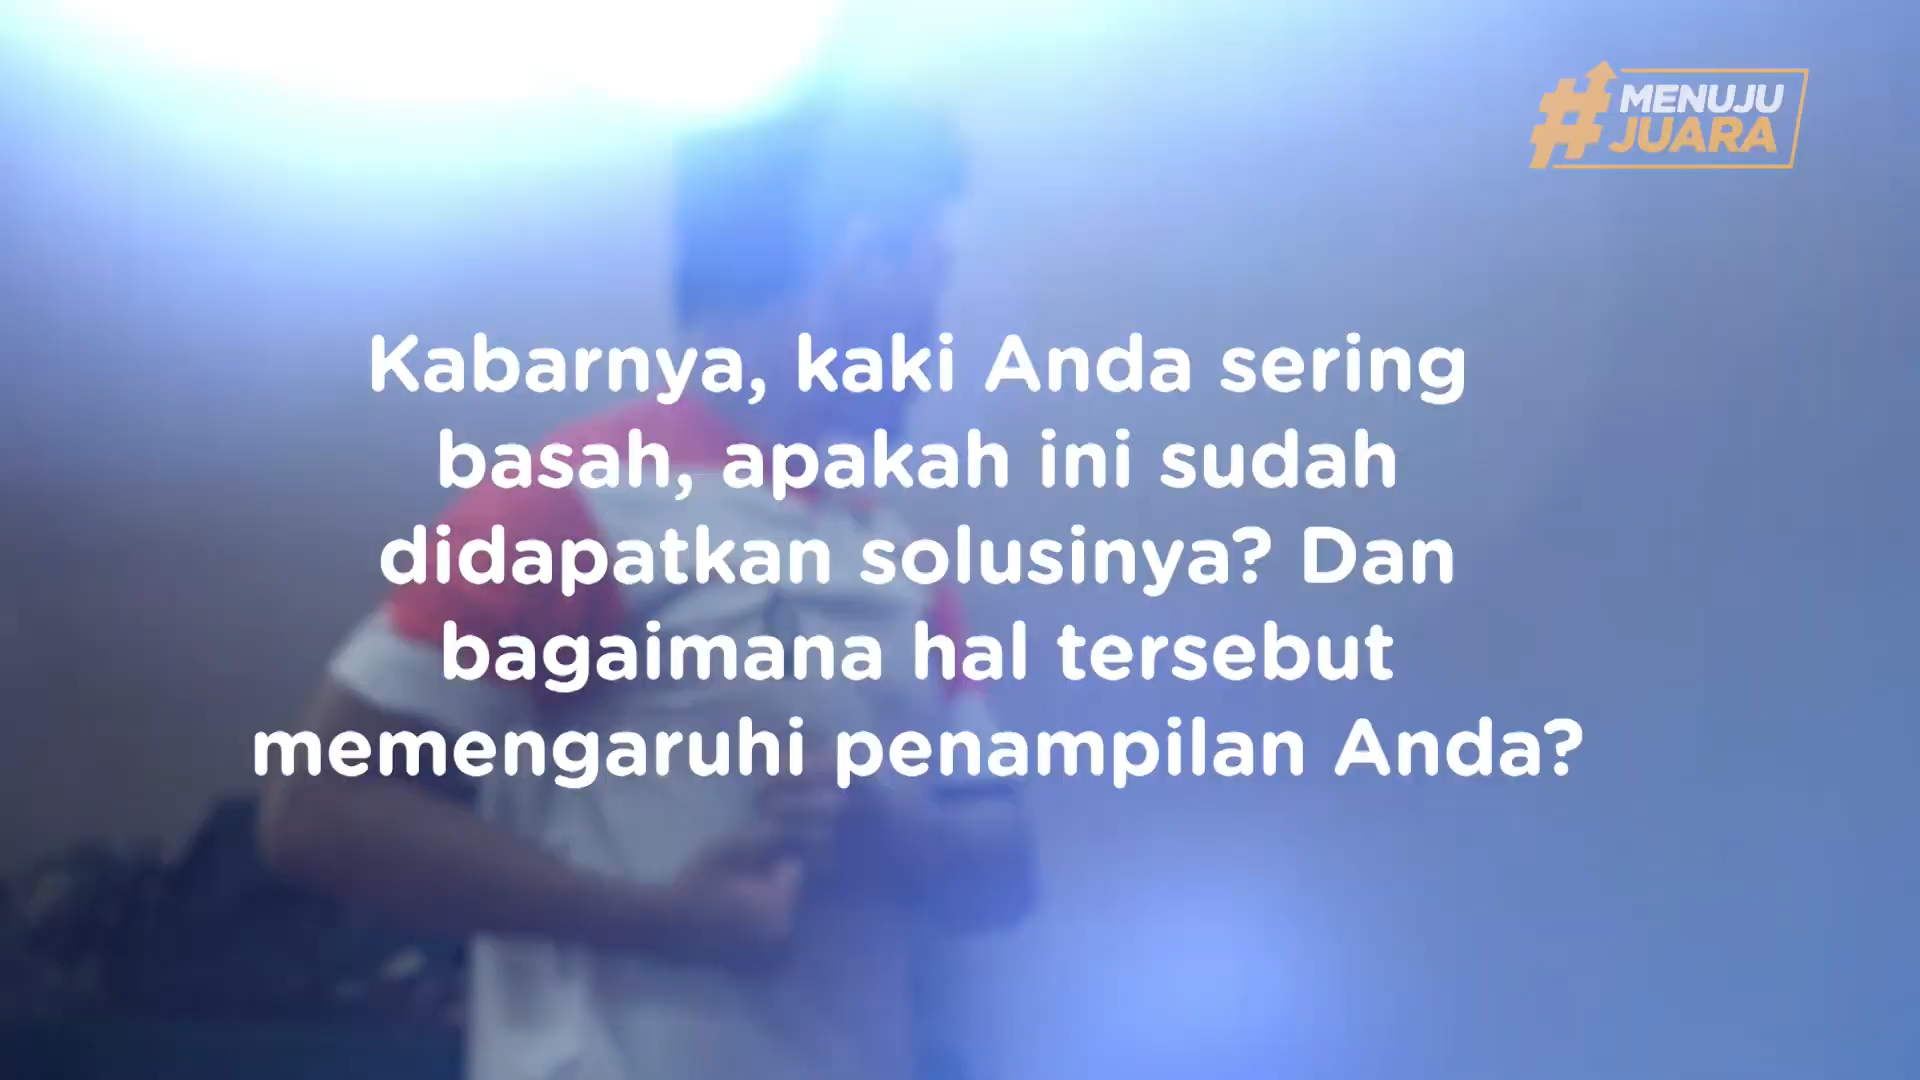 #MENUJU
JUARA
Kabarnya, kaki Anda sering
basah, apakah ini sudah
didapatkan solusinya? Dan
bagaimana hal tersebut
memengaruhi penampilan Anda?